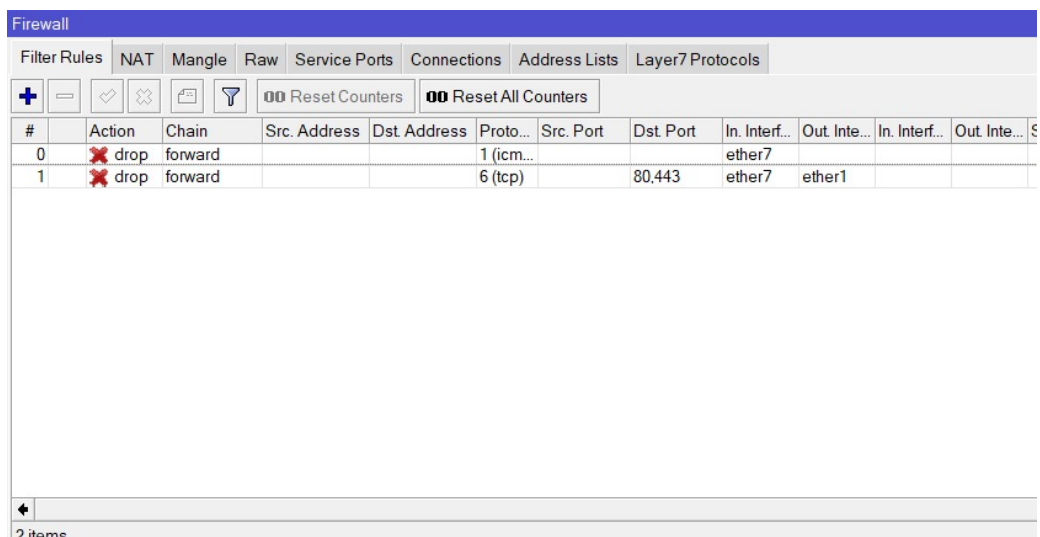 Firewall
Filter Rules NAT Mangle Raw Service Ports Connections Address Lists Layer7 Protocols
00 Reset Counters 00 Reset All Counters
# Action Chain Src. Address Dst. Address Proto... Src. Port Dst. Port In. Interf... Out. Inte... In. Interf... Out. Inte... S
0 drop forward 1 (icm... ether7
1 drop forward 6 (tcp) 80,443 ether7 ether1
2 items